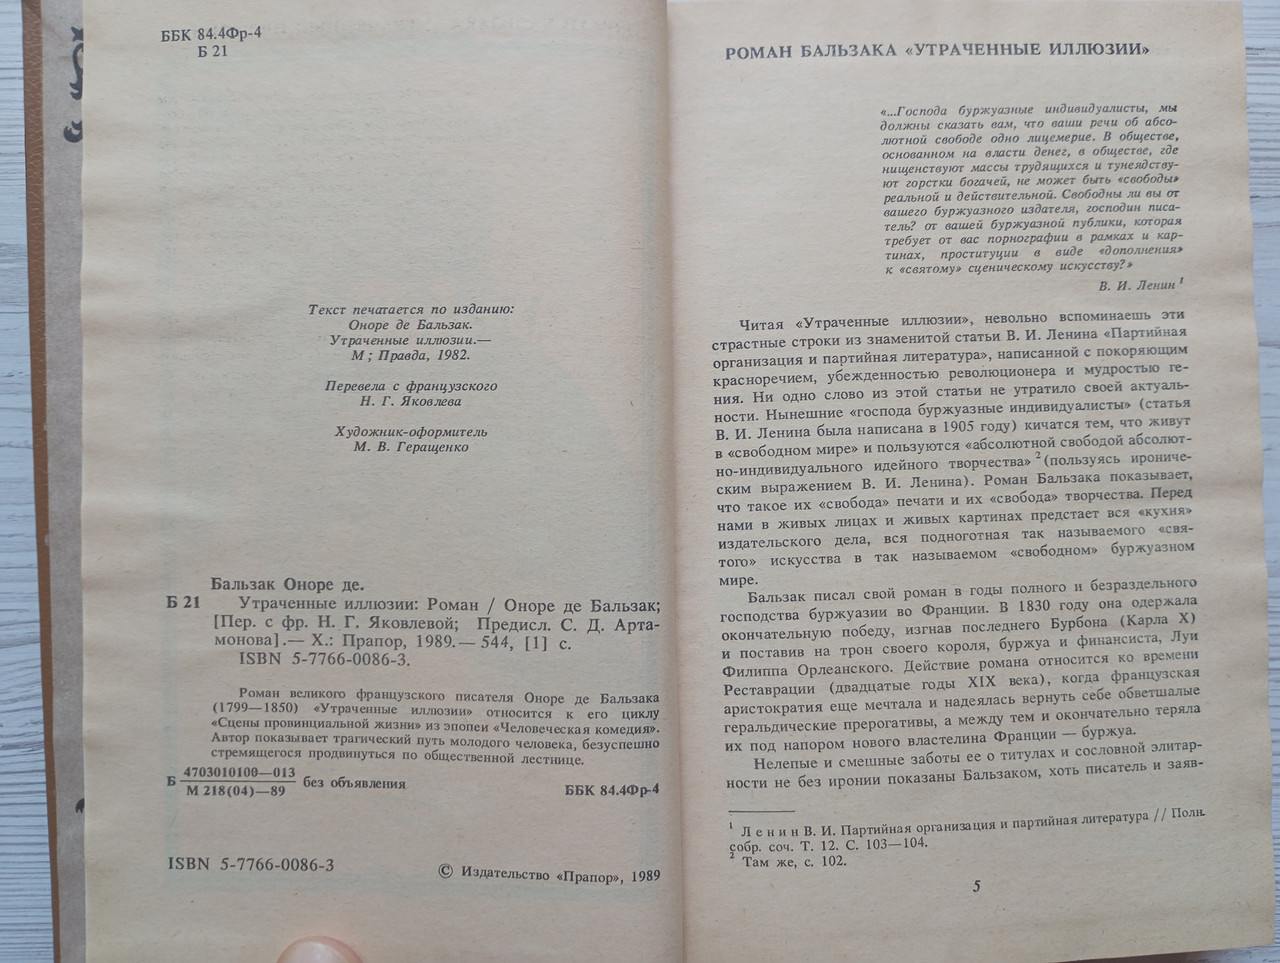 ББК 84.4Фр-4
Б 21
Текст печатается по изданию:
Оноре де Бальзак.
Утраченные иллюзии.—
М ; Правда, 1982.
Перевела с французского
Н. Г. Яковлева
Художник-оформитель
М. В. Геращенко
Бальзак Оноре де.
Б 21 Утраченные иллюзии: Роман / Оноре де Бальзак;
[Пер. с фр. Н. Г. Яковлевой; Предисл. С. Д. Арта-
монова].— Х.: Прапор, 1989.— 544, [1] с.
ISBN 5-7766-0086-3.
Роман великого французского писателя Оноре де Бальзака
(1799—1850) «Утраченные иллюзии» относится к его циклу
«Сцены провинциальной жизни» из эпопеи «Человеческая комедия».
Автор показывает трагический путь молодого человека, безуспешно
стремящегося продвинуться по общественной лестнице.
Б 4703010100—013
М 218(04)—89 без объявления ББК 84.4Фр-4
ISBN 5-7766-0086-3 © Издательство «Прапор», 1989
РОМАН БАЛЬЗАКА «УТРАЧЕННЫЕ ИЛЛЮЗИИ»
«...Господа буржуазные индивидуалисты, мы
должны сказать вам, что ваши речи об абсо-
лютной свободе одно лицемерие. В обществе,
основанном на власти денег, в обществе, где
нищенствуют массы трудящихся и тунеядству-
ют горстки богачей, не может быть «свободы»
реальной и действительной. Свободны ли вы от
вашего буржуазного издателя, господин писа-
тель? от вашей буржуазной публики, которая
требует от вас порнографии в рамках и кар-
тинах, проституции в виде «дополнения»
к «святому» сценическому искусству?»
В. И. Ленин 1
Читая «Утраченные иллюзии», невольно вспоминаешь эти
страстные строки из знаменитой статьи В. И. Ленина «Партийная
организация и партийная литература», написанной с покоряющим
красноречием, убежденностью революционера и мудростью ге-
ния. Ни одно слово из этой статьи не утратило своей актуаль-
ности. Нынешние «господа буржуазные индивидуалисты» (статья
В. И. Ленина была написана в 1905 году) кичатся тем, что живут
в «свободном мире» и пользуются «абсолютной свободой абсолют-
но-индивидуального идейного творчества» 2 (пользуясь ирониче-
ским выражением В. И. Ленина). Роман Бальзака показывает,
что такое их «свобода» печати и их «свобода» творчества. Перед
нами в живых лицах и живых картинах предстает вся «кухня»
издательского дела, вся подноготная так называемого «свя-
того» искусства в так называемом «свободном» буржуазном
мире.
Бальзак писал свой роман в годы полного и безраздельного
господства буржуазии во Франции. В 1830 году она одержала
окончательную победу, изгнав последнего Бурбона (Карла X)
и поставив на трон своего короля, буржуа и финансиста, Луи
Филиппа Орлеанского. Действие романа относится ко времени
Реставрации (двадцатые годы XIX века), когда французская
аристократия еще мечтала и надеялась вернуть себе обветшалые
геральдические прерогативы, а между тем и окончательно теряла
их под напором нового властелина Франции — буржуа.
Нелепые и смешные заботы ее о титулах и сословной элитар-
ности не без иронии показаны Бальзаком, хоть писатель и заяв-
1 Ленин В. И. Партийная организация и партийная литература // Полн.
собр. соч. Т. 12. С. 103—104.
2 Там же, с. 102.
5